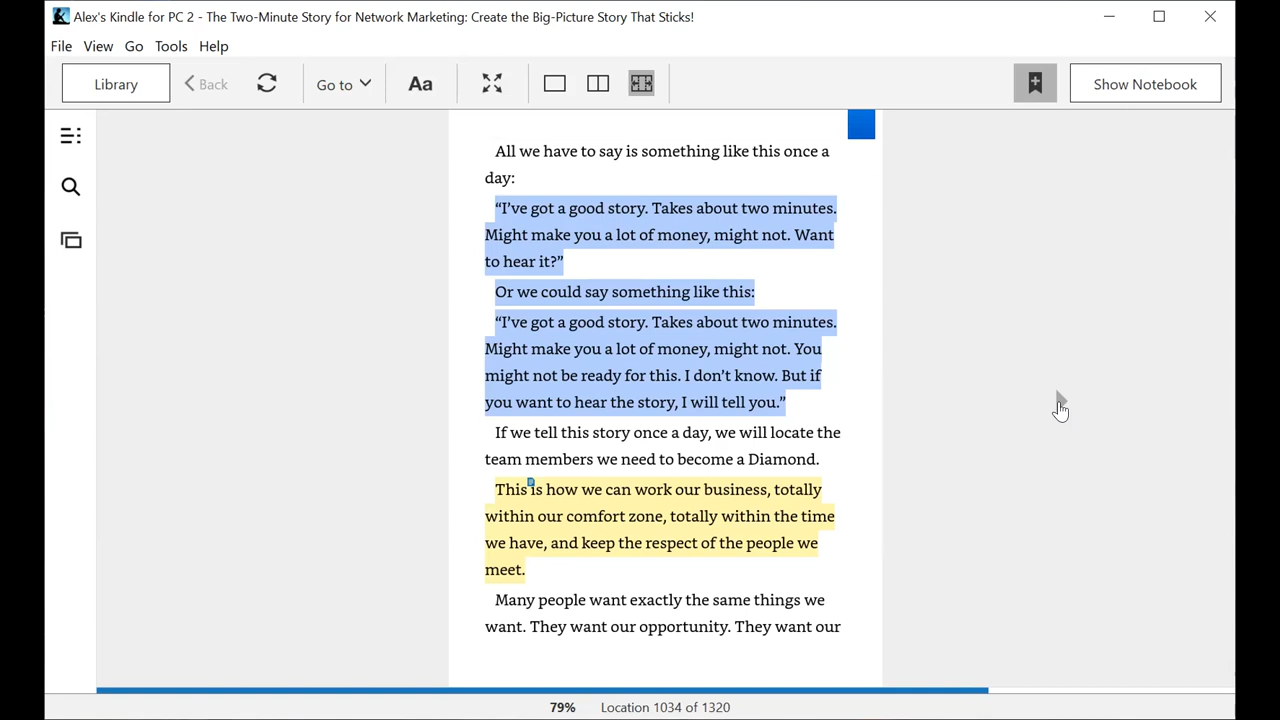 Alex's Kindle for PC 2 - The Two-Minute Story for Network Marketing: Create the Big-Picture Story That Sticks!
File View Go Tools Help
Library Back Go to Aa Show Notebook
All we have to say is something like this once a
day:
“I’ve got a good story. Takes about two minutes.
Might make you a lot of money, might not. Want
to hear it?”
Or we could say something like this:
“I’ve got a good story. Takes about two minutes.
Might make you a lot of money, might not. You
might not be ready for this. I don’t know. But if
you want to hear the story, I will tell you.”
If we tell this story once a day, we will locate the
team members we need to become a Diamond.
This is how we can work our business, totally
within our comfort zone, totally within the time
we have, and keep the respect of the people we
meet.
Many people want exactly the same things we
want. They want our opportunity. They want our
79% Location 1034 of 1320